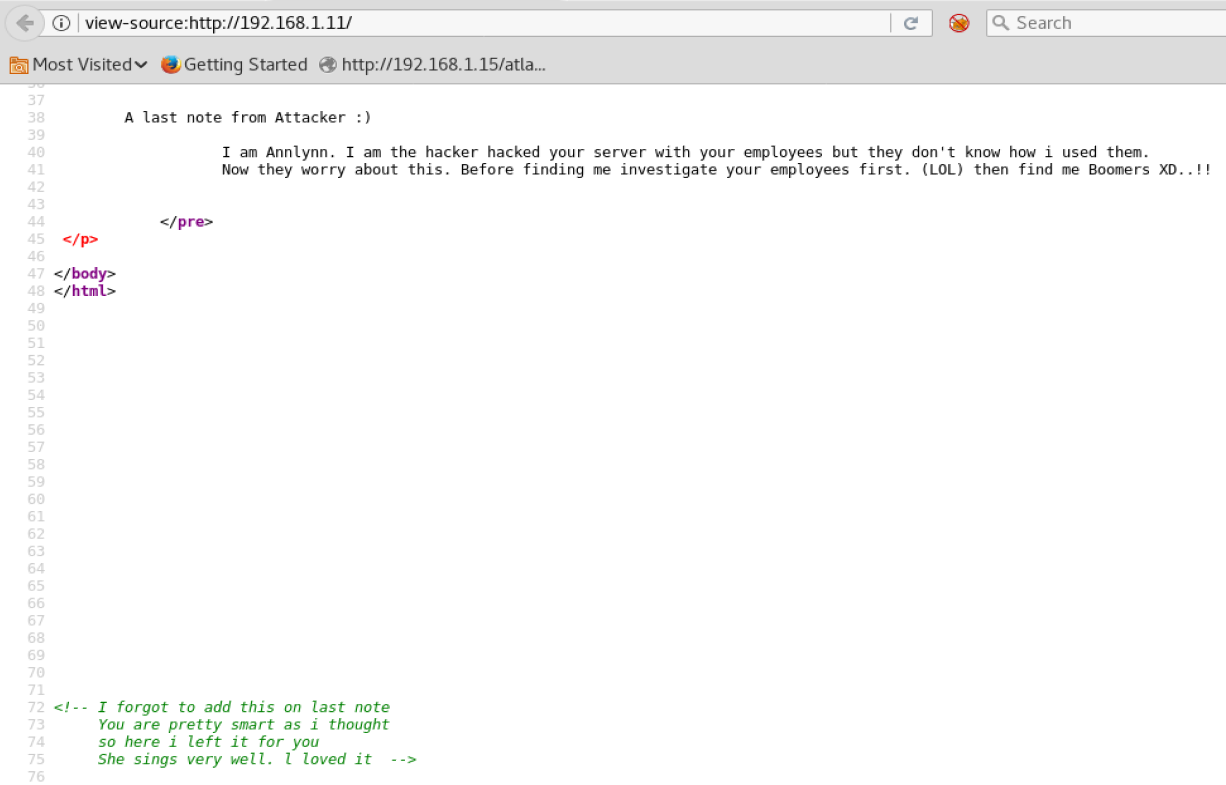 view-source:http://192.168.1.11/
Search
Most Visited
Getting Started
http://192.168.1.15/atla...
36
37
38 A last note from Attacker :)
39
40 I am Annlynn. I am the hacker hacked your server with your employees but they don't know how i used them.
41 Now they worry about this. Before finding me investigate your employees first. (LOL) then find me Boomers XD..!!
42
43
44 </pre>
45 </p>
46
47 </body>
48 </html>
49
50
51
52
53
54
55
56
57
58
59
60
61
62
63
64
65
66
67
68
69
70
71
72 <!-- I forgot to add this on last note
73 You are pretty smart as i thought
74 so here i left it for you
75 She sings very well. l loved it -->
76